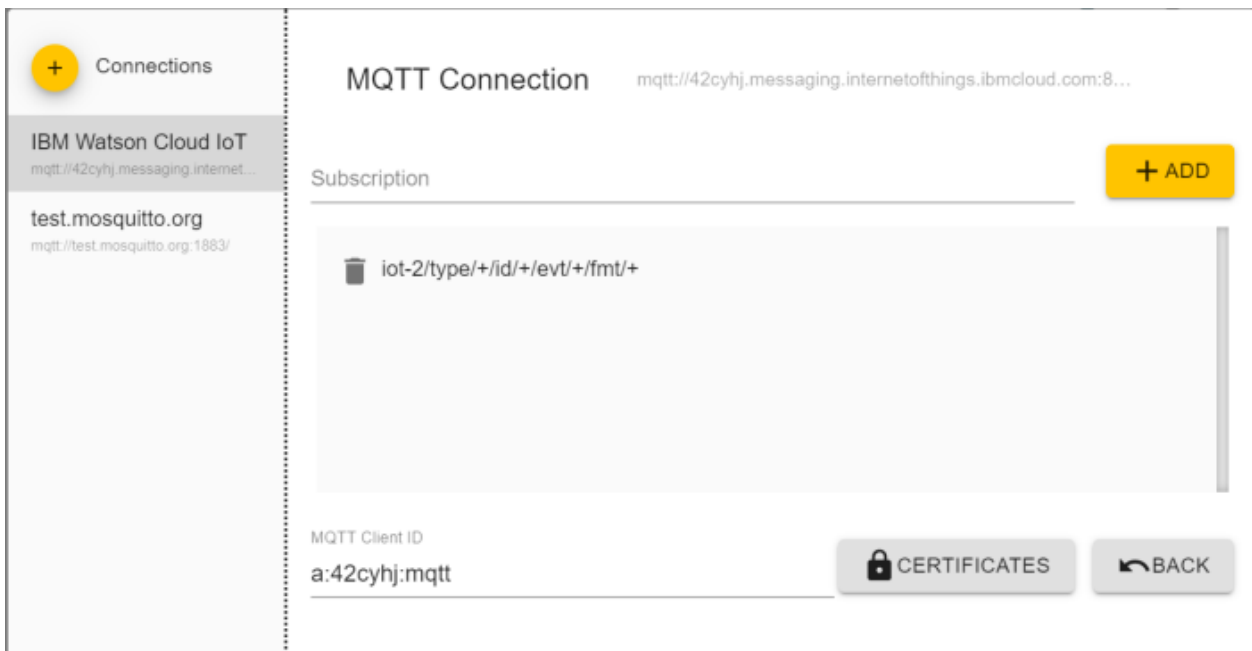 + Connections
IBM Watson Cloud IoT
mqtt://42cyhj.messaging.internet...
test.mosquitto.org
mqtt://test.mosquitto.org:1883/
MQTT Connection mqtt://42cyhj.messaging.internetofthings.ibmcloud.com:8...
Subscription
+ ADD
iot-2/type/+/id/+/evt/+/fmt/+
MQTT Client ID
a:42cyhj:mqtt
CERTIFICATES
BACK